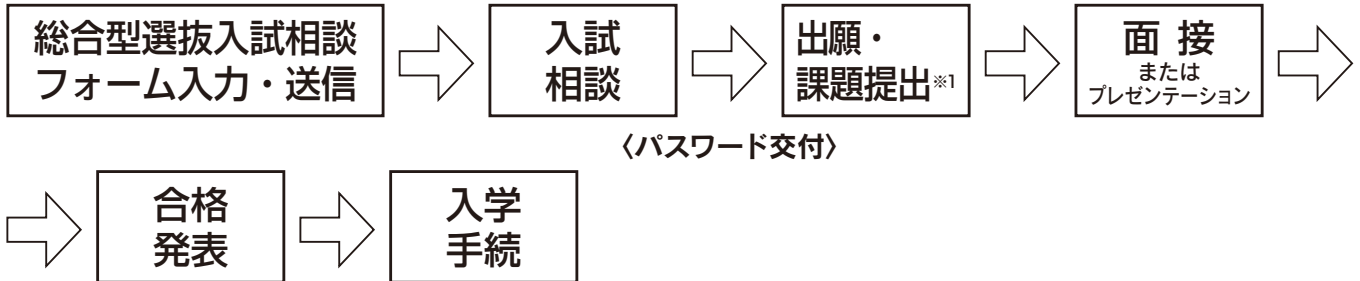 総合型選抜入試相談
フォーム入力・送信
入試
相談
出願・
課題提出※1
面接
または
プレゼンテーション
〈パスワード交付〉
合格
発表
入学
手続